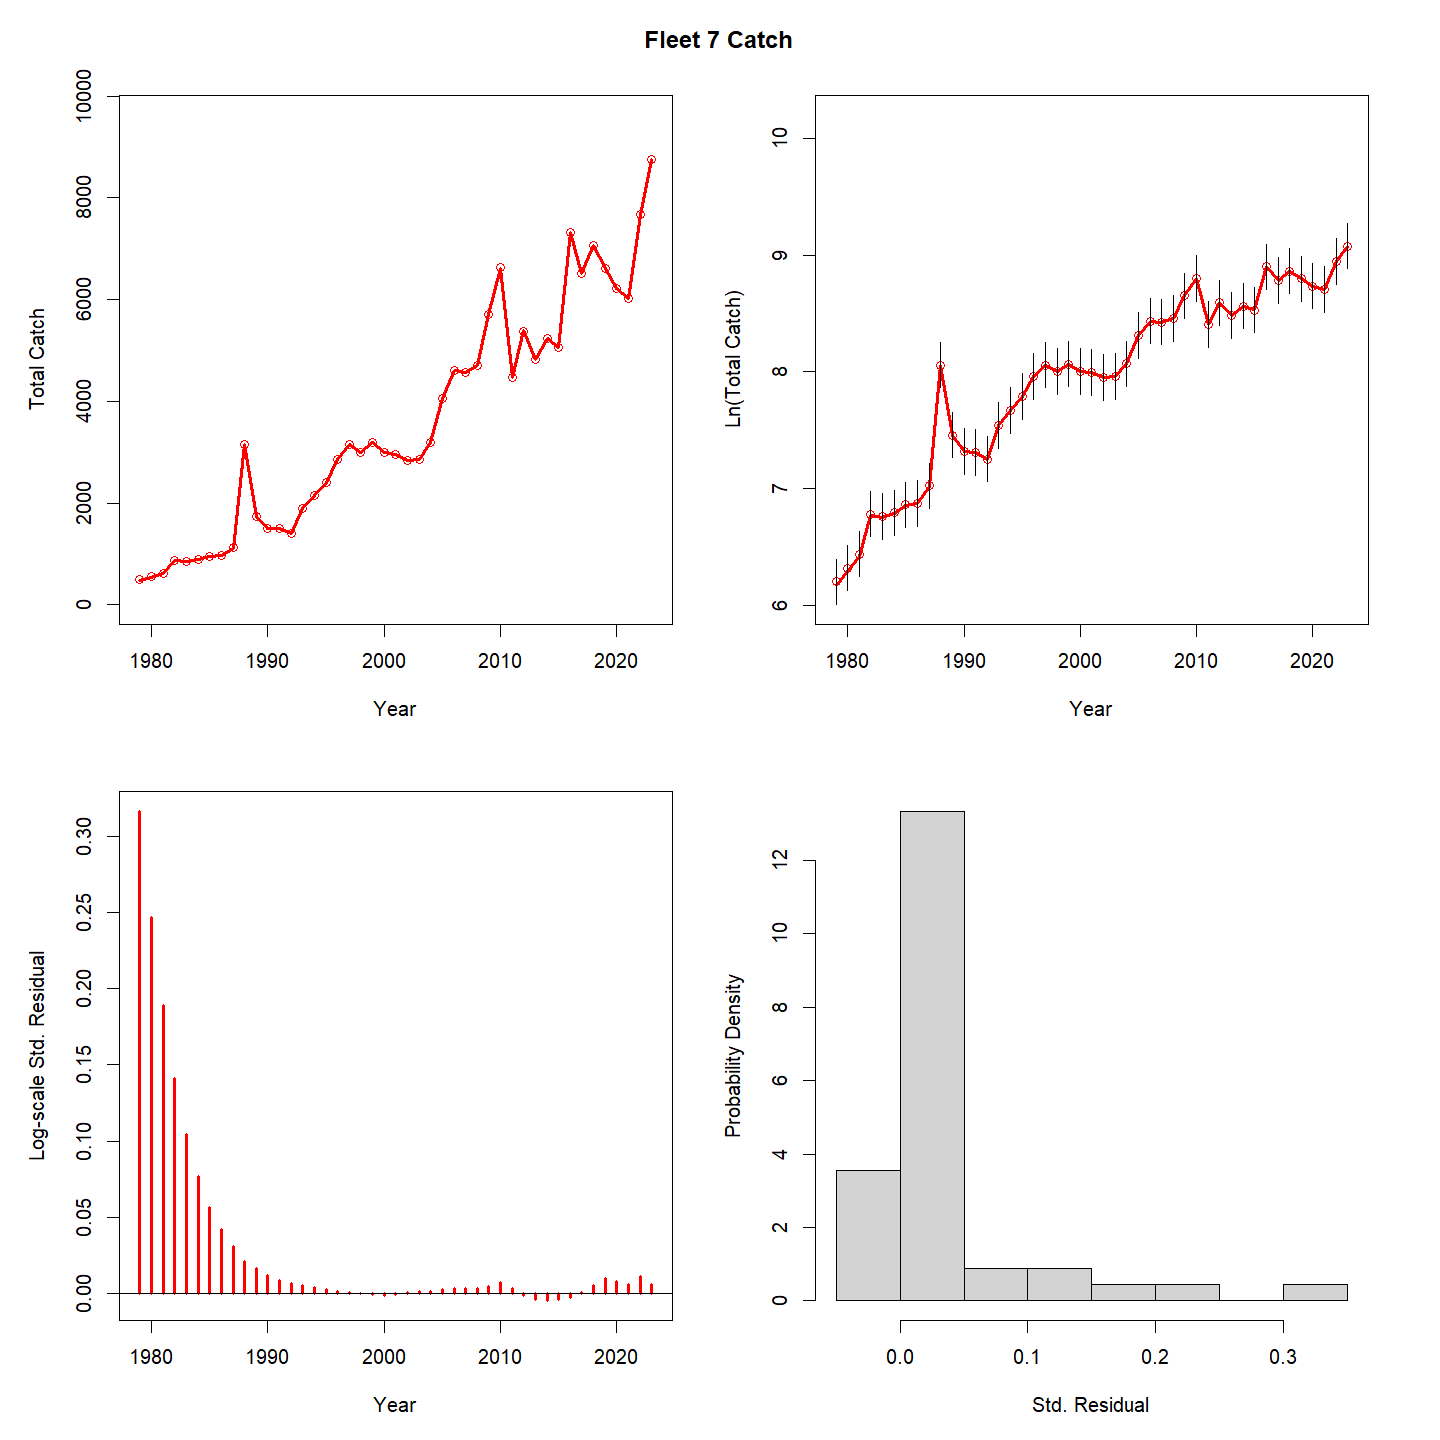 Fleet 7 Catch
Total Catch
0
2000
4000
6000
8000
10000
1980 1990 2000 2010 2020
Year
Ln(Total Catch)
6
7
8
9
10
1980 1990 2000 2010 2020
Year
Log-scale Std. Residual
0.00
0.05
0.10
0.15
0.20
0.25
0.30
1980 1990 2000 2010 2020
Year
Probability Density
0
2
4
6
8
10
12
0.0 0.1 0.2 0.3
Std. Residual